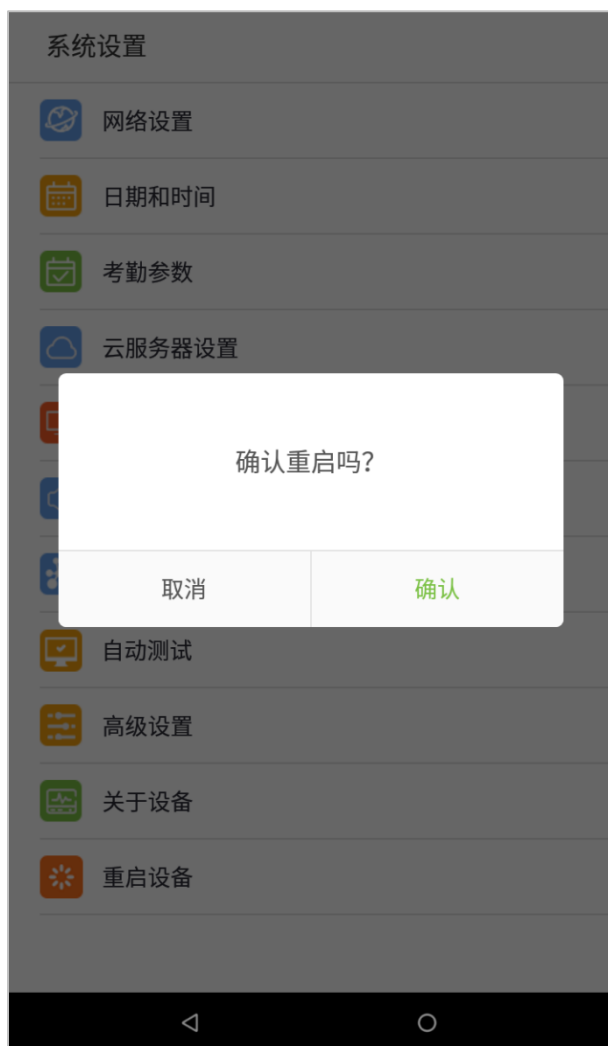 系统设置
网络设置
日期和时间
考勤参数
云服务器设置
确认重启吗？
取消
确认
自动测试
高级设置
关于设备
重启设备